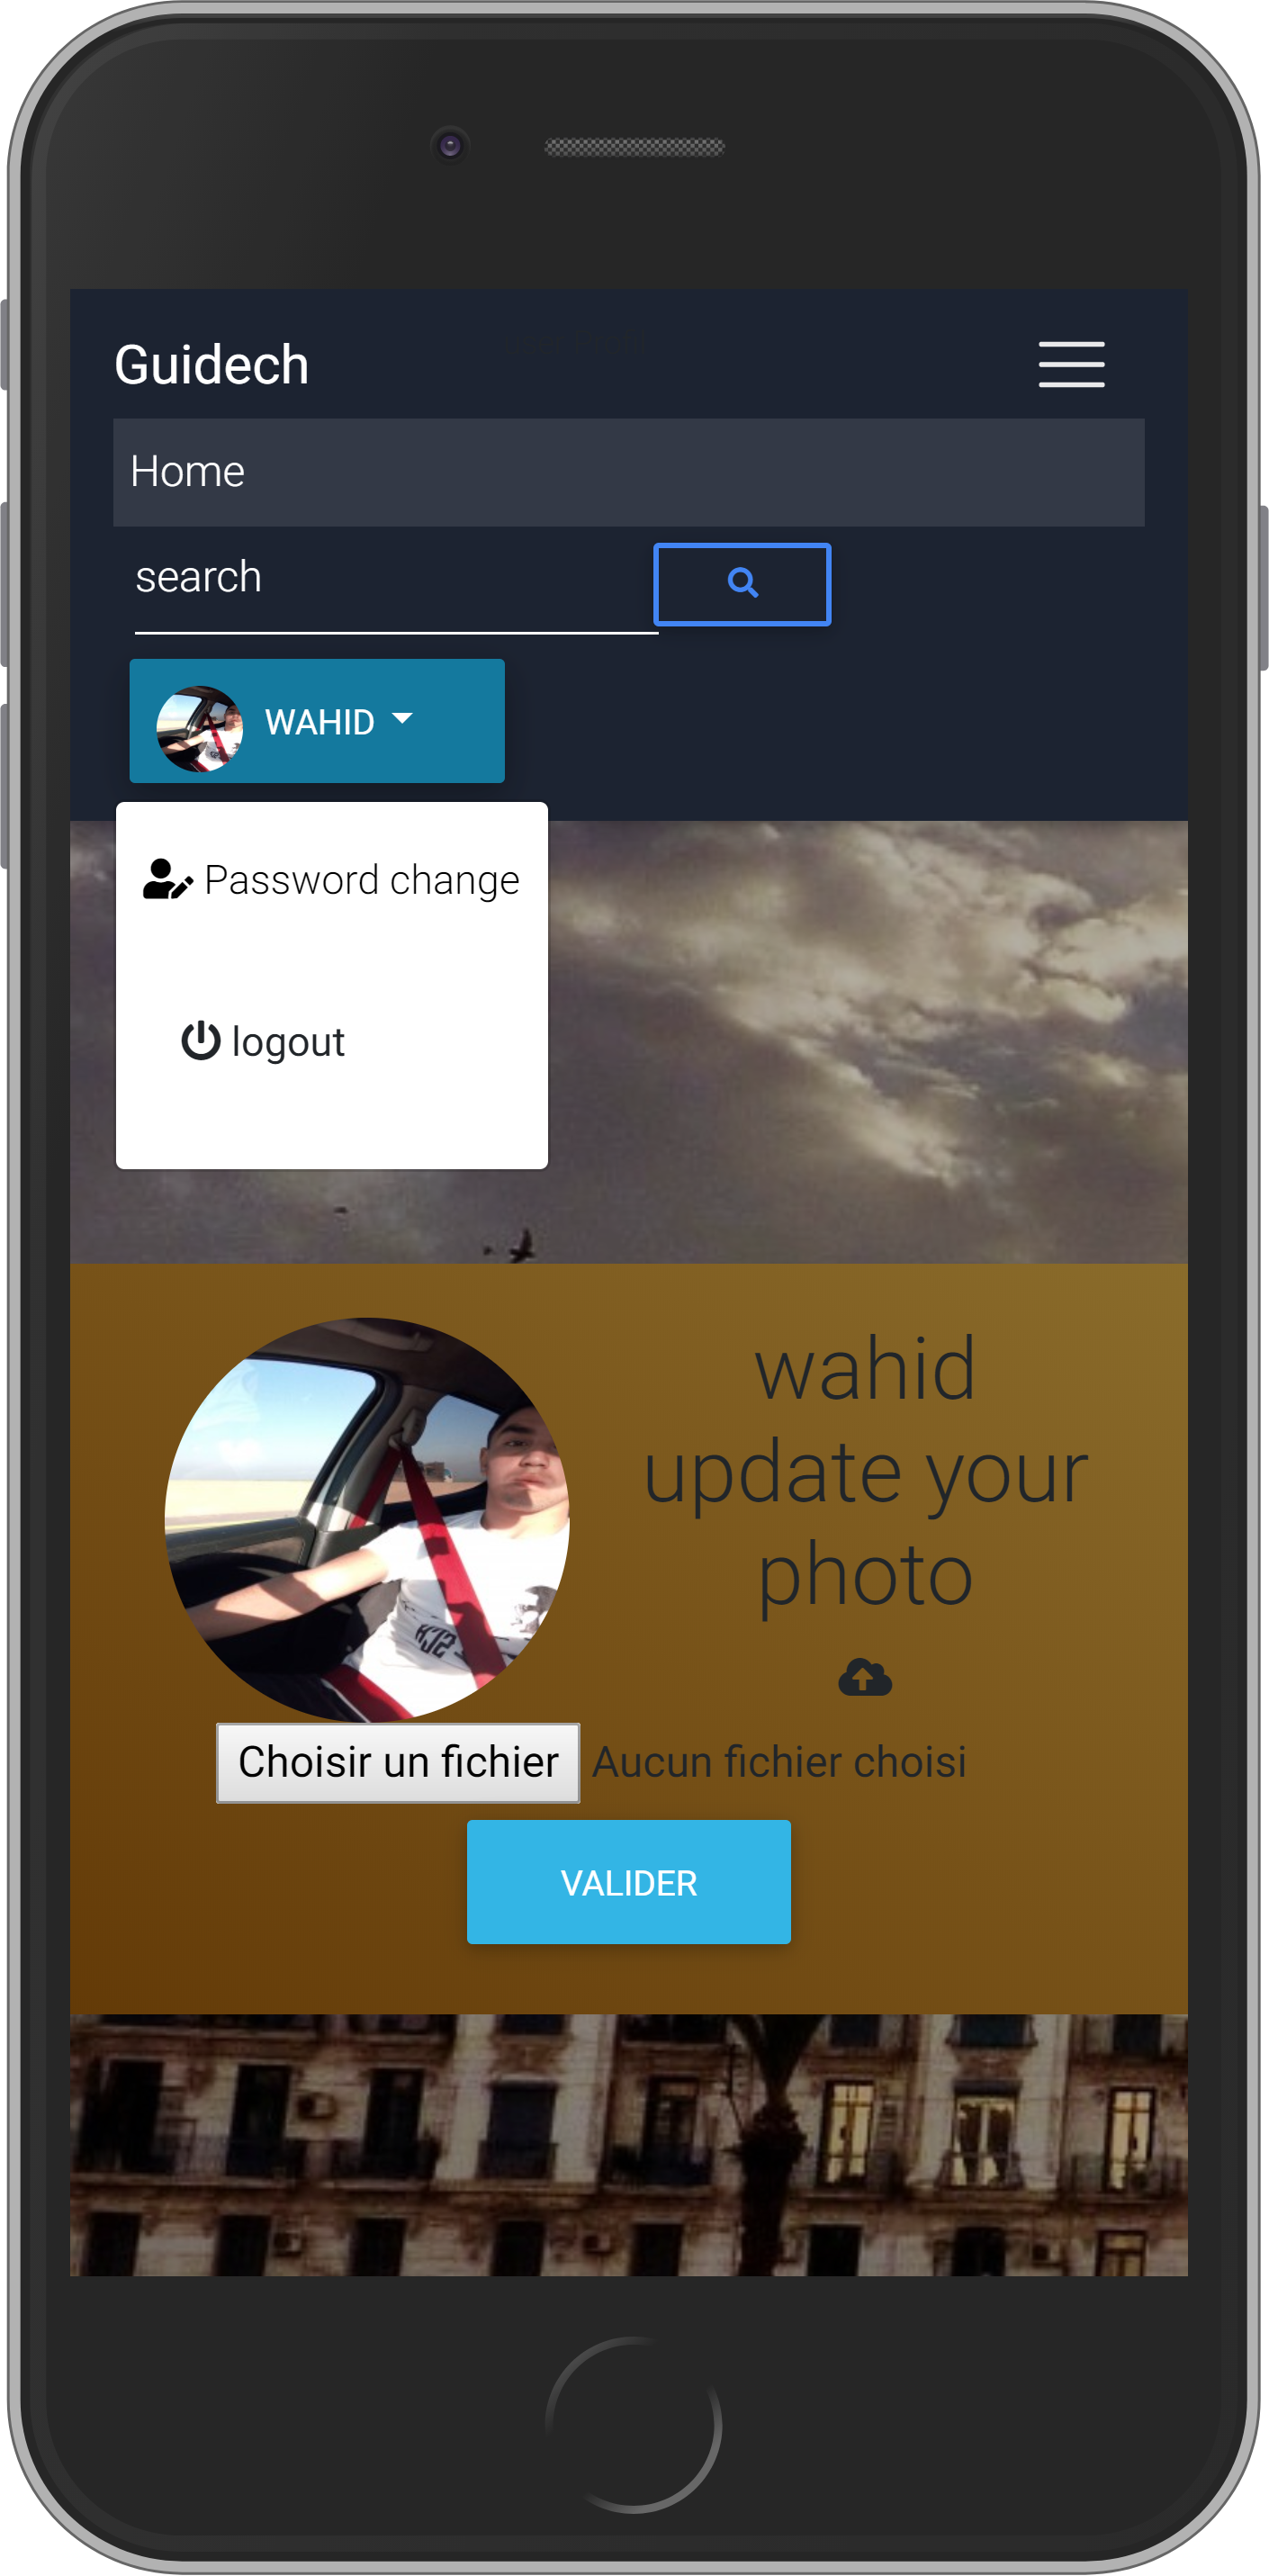 Guidech
Home
search
WAHID
Password change
logout
wahid
update your
photo
Choisir un fichier Aucun fichier choisi
VALIDER